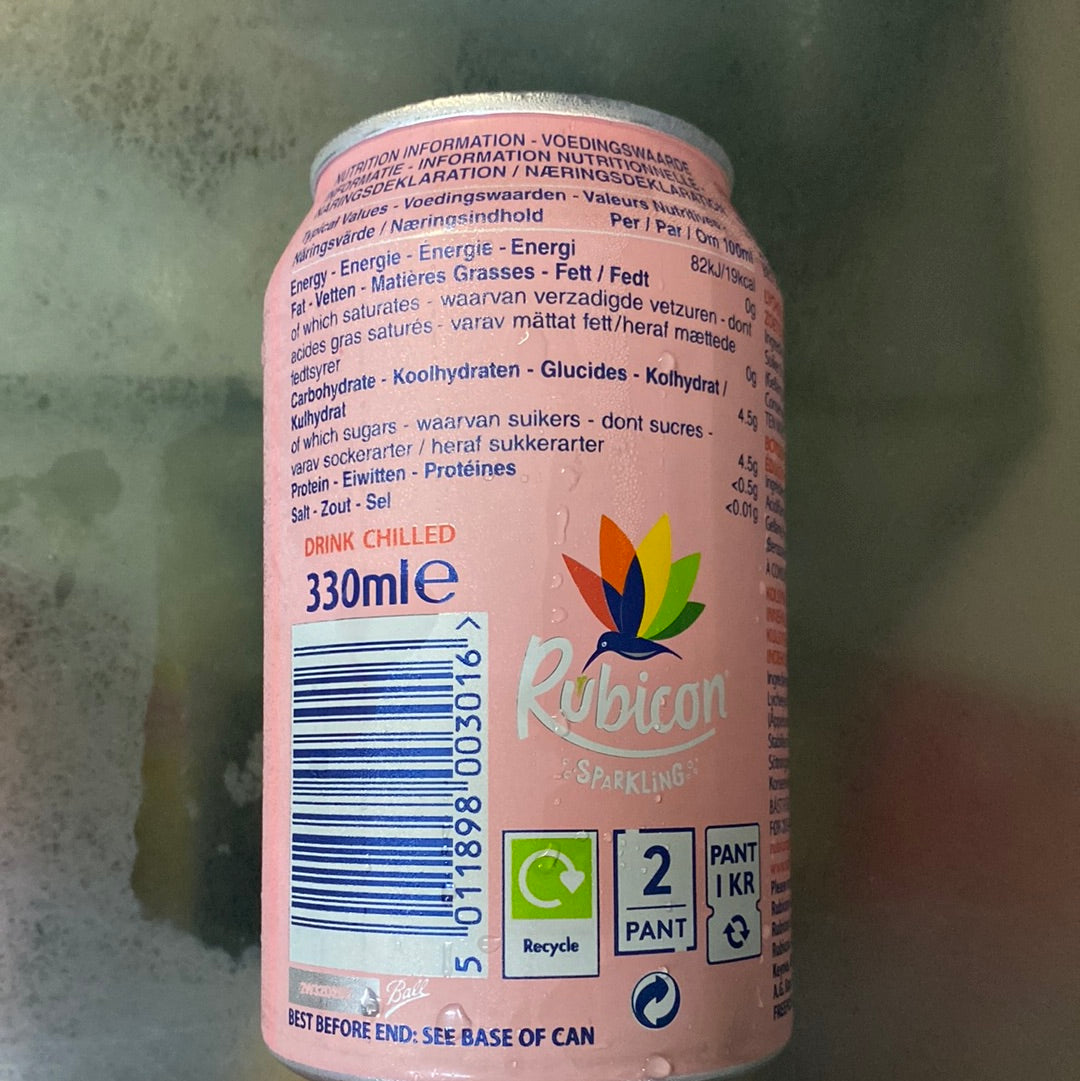 NUTRITION INFORMATION - VOEDINGSWAARDE
INFORMATIE - INFORMATION NUTRITIONNELLE -
NÄRINGSDEKLARATION / NÆRINGSDEKLARATION
Typical Values - Voedingswaarden - Valeurs Nutritives -
Näringsvärde / Næringsindhold Per / Par / Om 100ml
Energy - Energie - Énergie - Energi 82kJ/19kcal
Fat - Vetten - Matières Grasses - Fett / Fedt 0g
of which saturates - waarvan verzadigde vetzuren - dont
acides gras saturés - varav mättat fett/heraf mættede
fedtsyrer 0g
Carbohydrate - Koolhydraten - Glucides - Kolhydrat /
Kulhydrat 4.5g
of which sugars - waarvan suikers - dont sucres -
varav sockerarter / heraf sukkerarter 4.5g
Protein - Eiwitten - Protéines <0.5g
Salt - Zout - Sel <0.01g
DRINK CHILLED
330ml e
Rubicon
SPARKLING
5 011898 003016 >
Recycle
2
PANT
PANT
1 KR
Ball
BEST BEFORE END: SEE BASE OF CAN